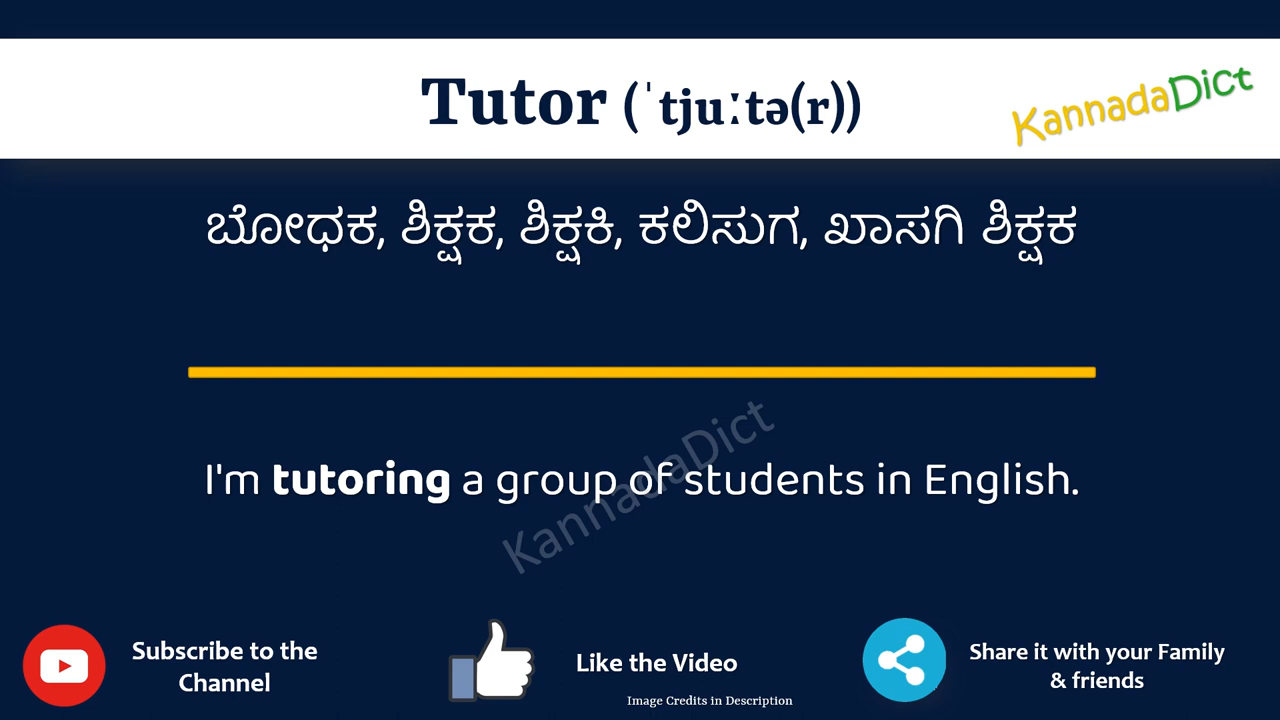 Tutor (ˈtjuːtə(r))
KannadaDict
ಬೋಧಕ, ಶಿಕ್ಷಕ, ಶಿಕ್ಷಕಿ, ಕಲಿಸುಗ, ಖಾಸಗಿ ಶಿಕ್ಷಕ
I'm tutoring a group of students in English.
KannadaDict
Subscribe to the
Channel
Like the Video
Image Credits in Description
Share it with your Family
& friends